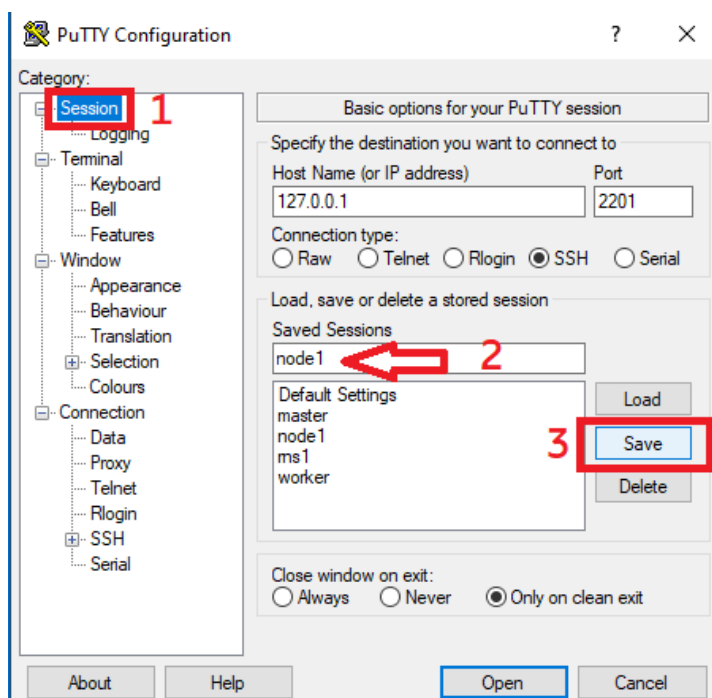 PuTTY Configuration ? ×
Category:
Session 1
Logging
Terminal
Keyboard
Bell
Features
Window
Appearance
Behaviour
Translation
Selection
Colours
Connection
Data
Proxy
Telnet
Rlogin
SSH
Serial
Basic options for your PuTTY session
Specify the destination you want to connect to
Host Name (or IP address) Port
127.0.0.1 2201
Connection type:
Raw Telnet Rlogin SSH Serial
Load, save or delete a stored session
Saved Sessions
node1 2
Default Settings
master
node1
ms1
worker
Load
3 Save
Delete
Close window on exit:
Always Never Only on clean exit
About Help Open Cancel